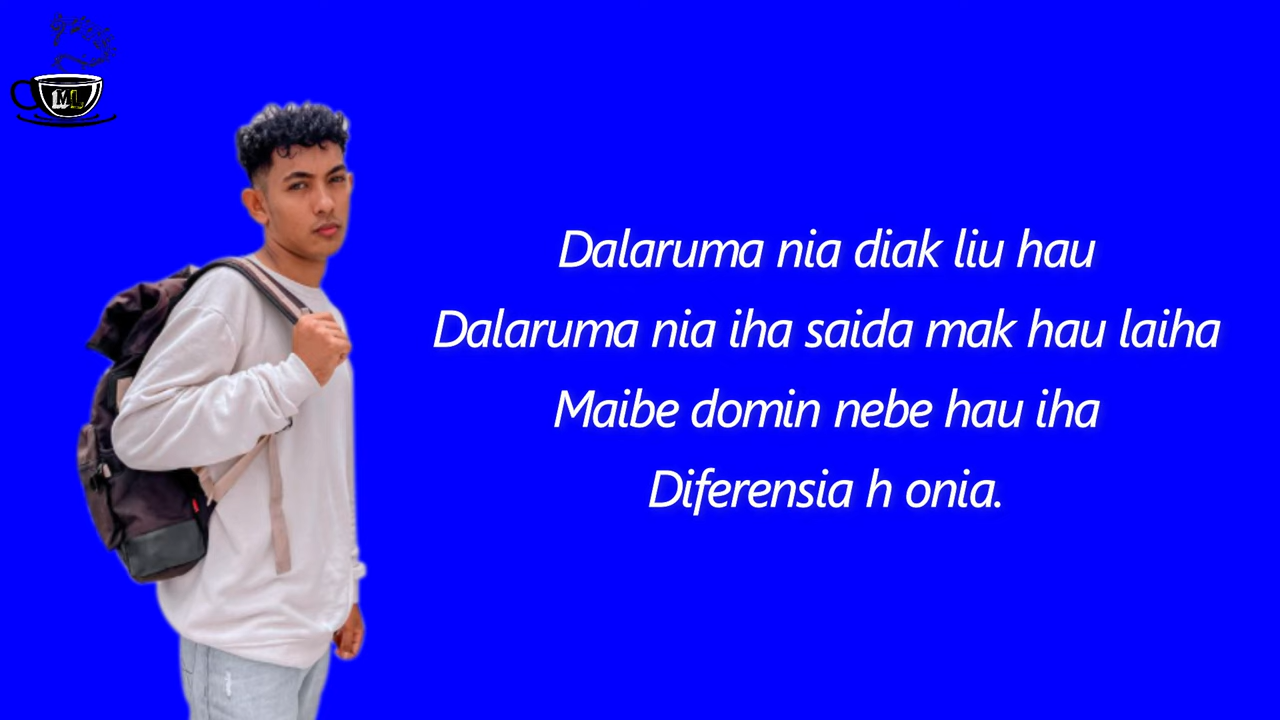 ML
Dalaruma nia diak liu hau
Dalaruma nia iha saida mak hau laiha
Maibe domin nebe hau iha
Diferensia h onia.